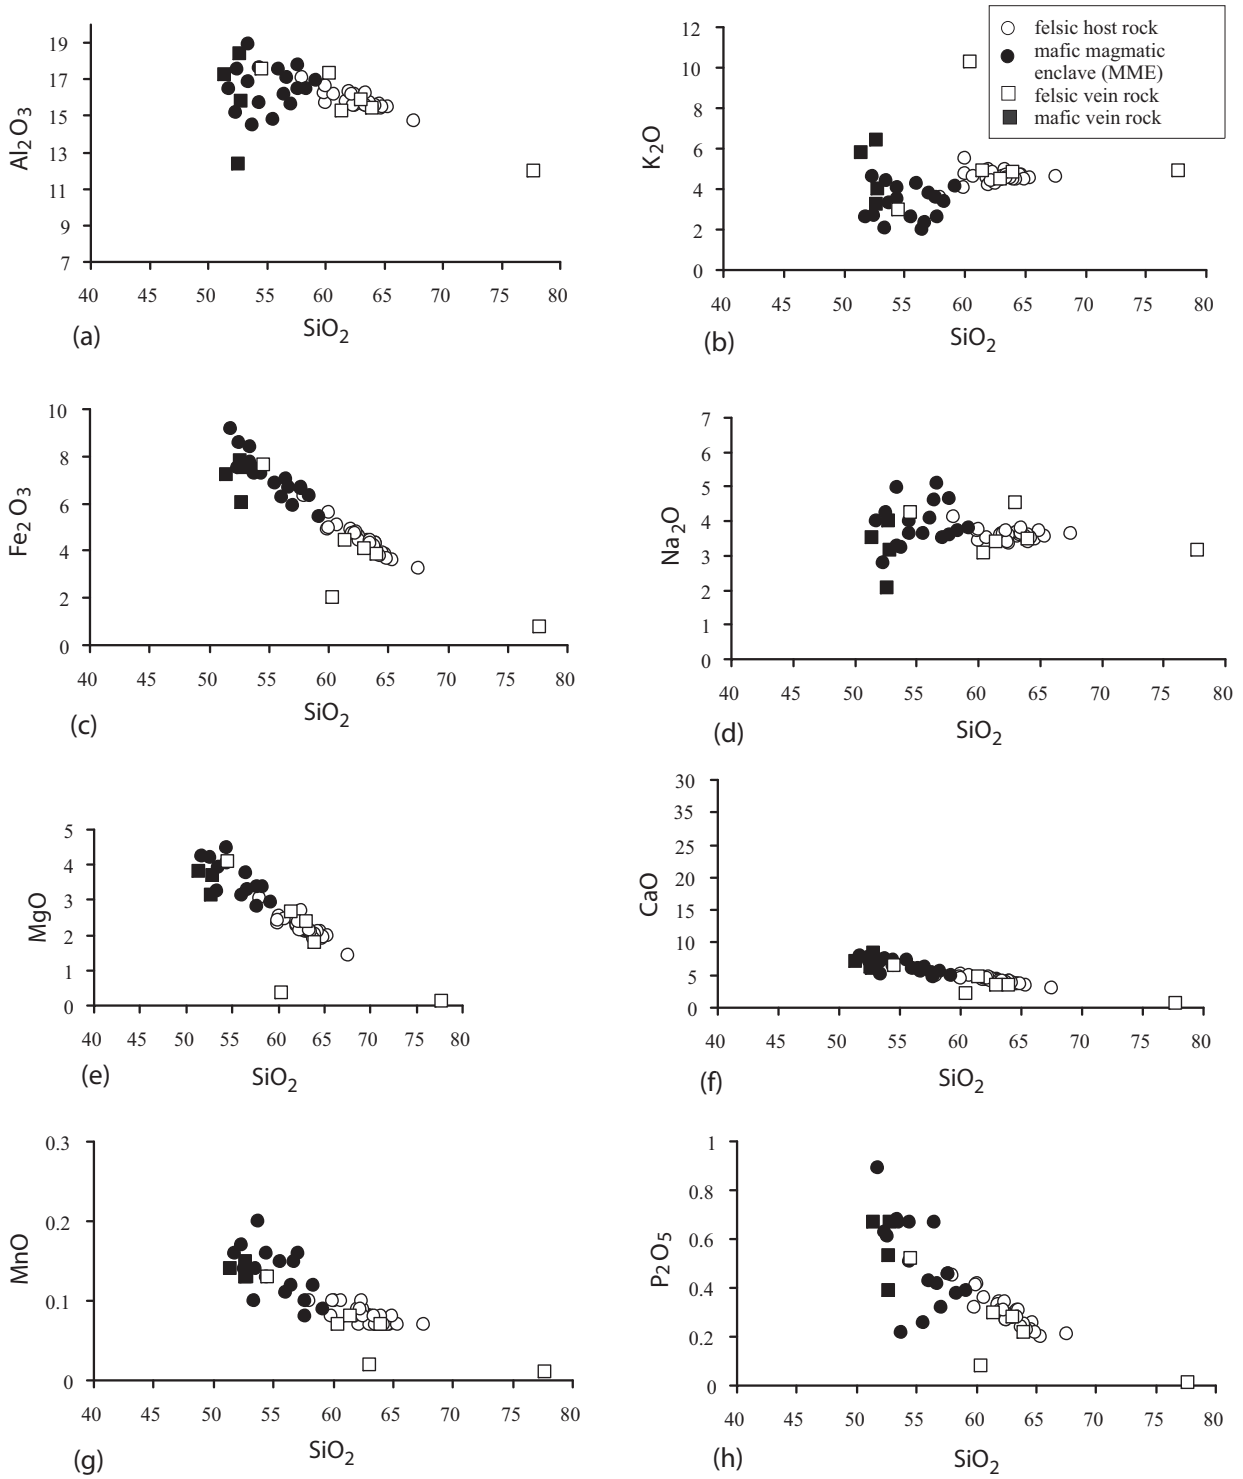 19
17
15
13
11
9
7
Al2O3
40 45 50 55 60 65 70 75 80
SiO2
(a)
12
10
8
6
4
2
0
K2O
40 45 50 55 60 65 70 75 80
SiO2
(b)
felsic host rock
mafic magmatic
enclave (MME)
felsic vein rock
mafic vein rock
10
8
6
4
2
0
Fe2O3
40 45 50 55 60 65 70 75 80
SiO2
(c)
7
6
5
4
3
2
1
0
Na2O
40 45 50 55 60 65 70 75 80
SiO2
(d)
5
4
3
2
1
0
MgO
40 45 50 55 60 65 70 75 80
SiO2
(e)
30
35
25
20
15
10
5
0
CaO
40 45 50 55 60 65 70 75 80
SiO2
(f)
0.3
0.2
0.1
0
MnO
40 45 50 55 60 65 70 75 80
SiO2
(g)
1
0.8
0.6
0.4
0.2
0
P2O5
40 45 50 55 60 65 70 75 80
SiO2
(h)